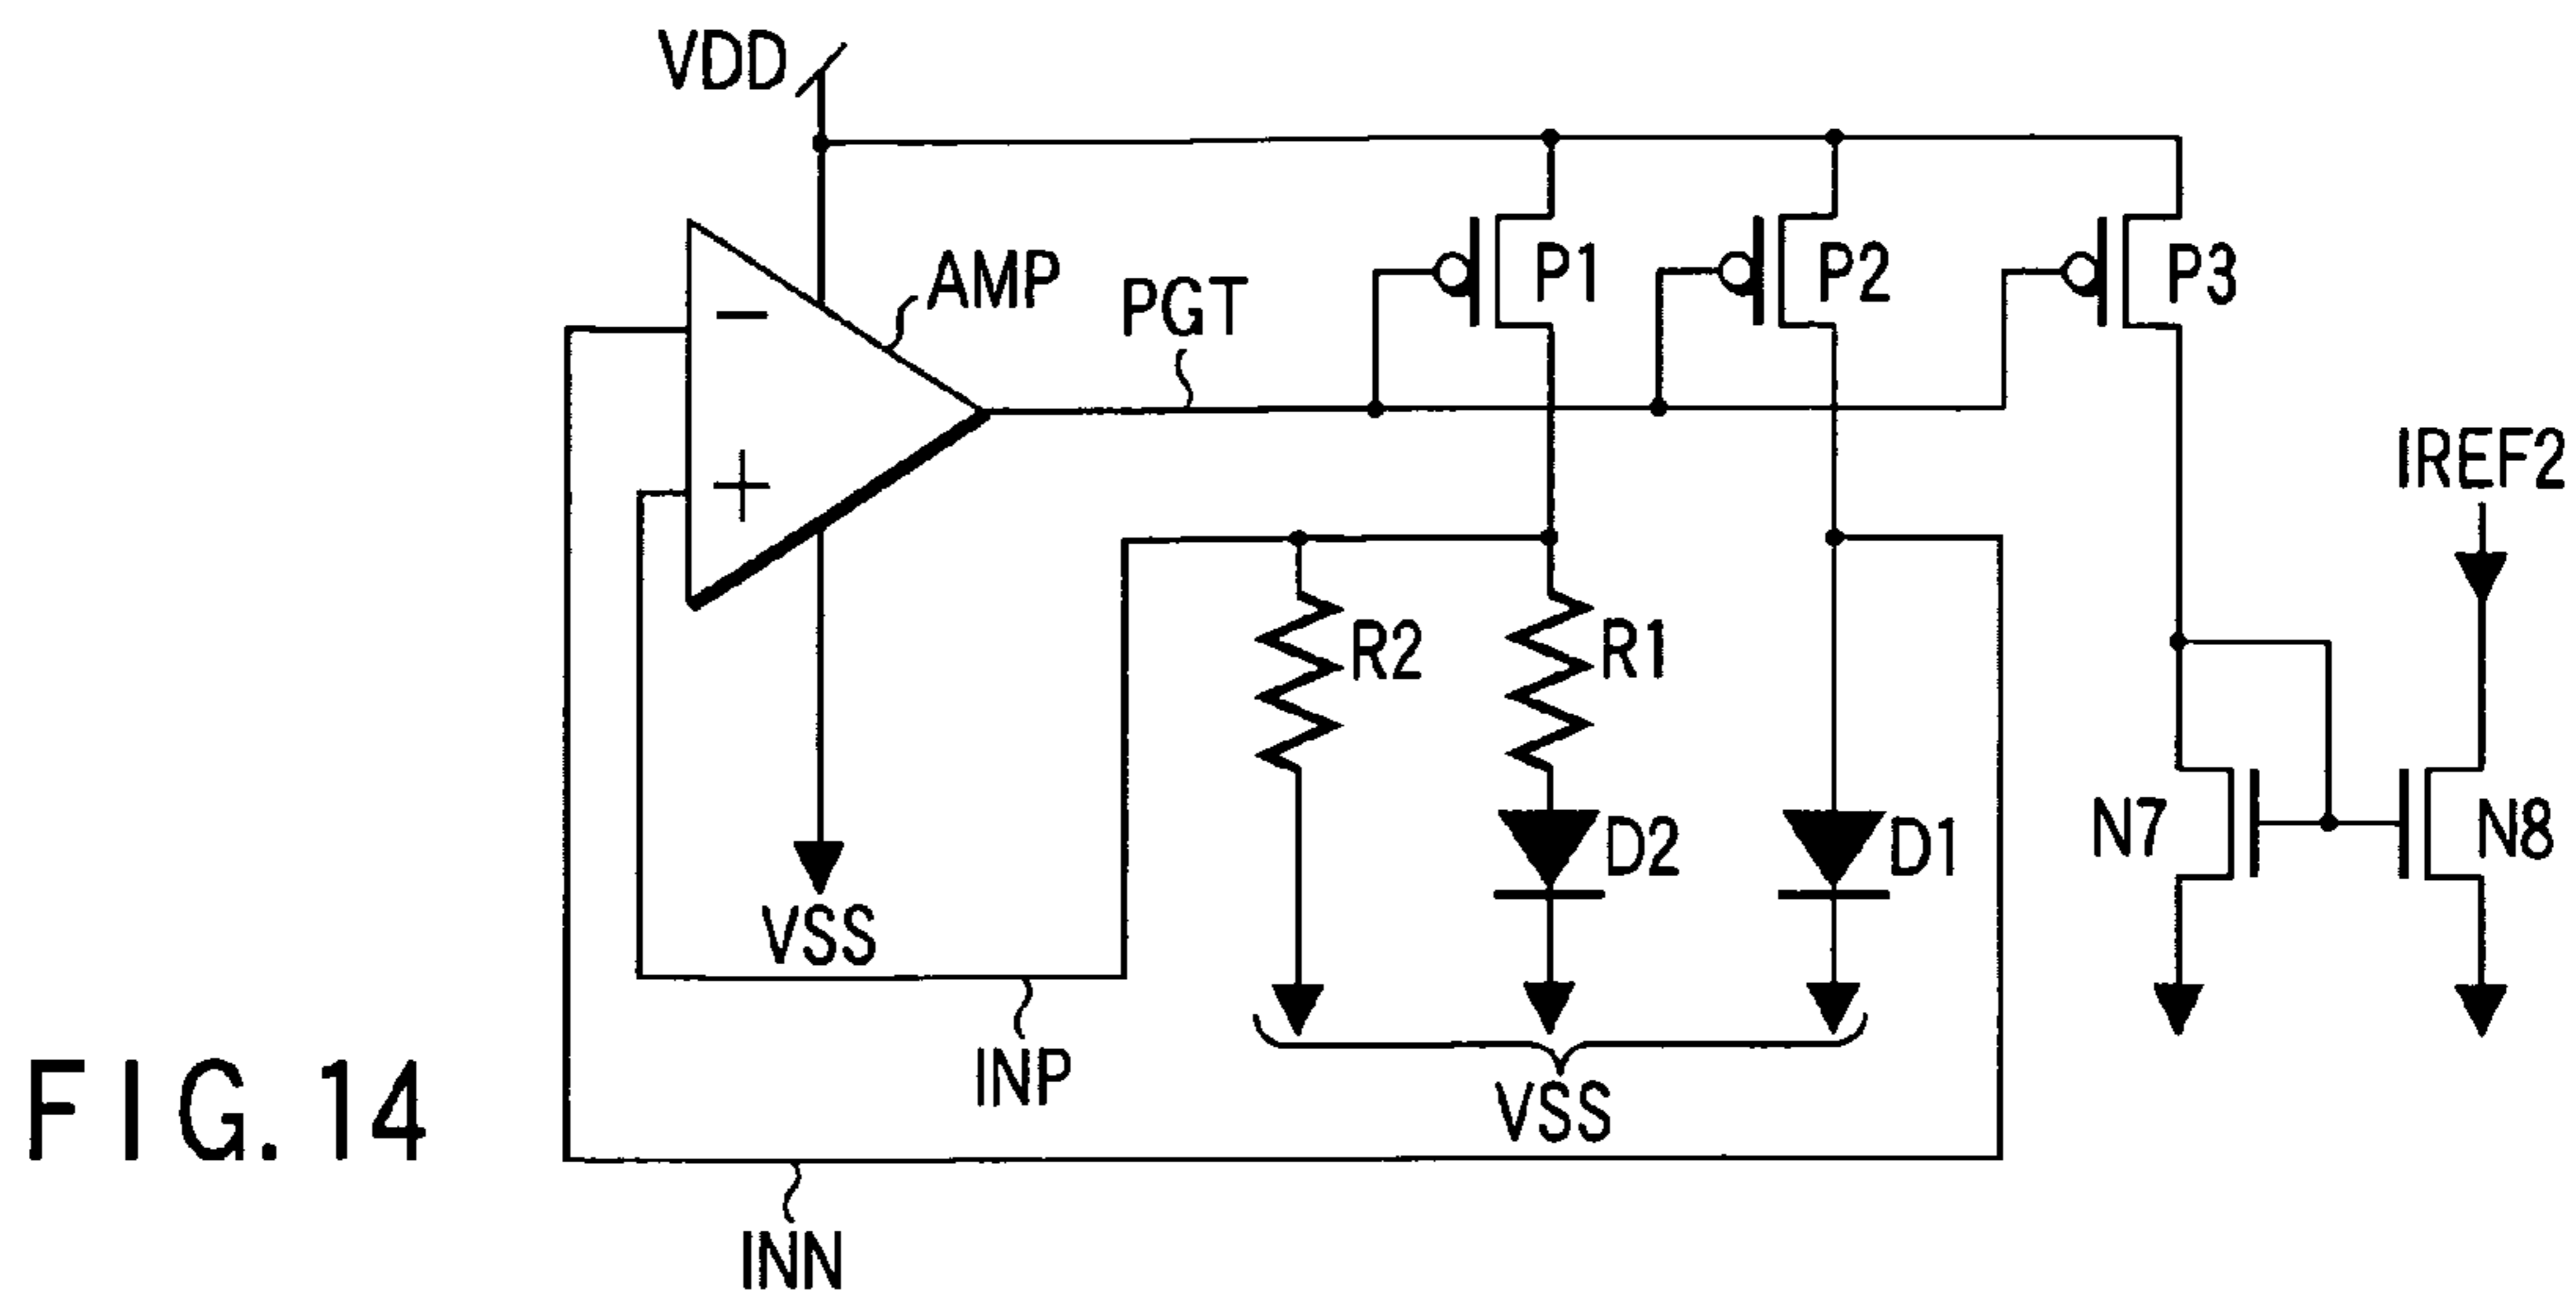 VDD
AMP
PGT
P1
P2
P3
IREF2
−
+
R2
R1
D2
D1
N7
N8
VSS
INP
VSS
INN
FIG. 14